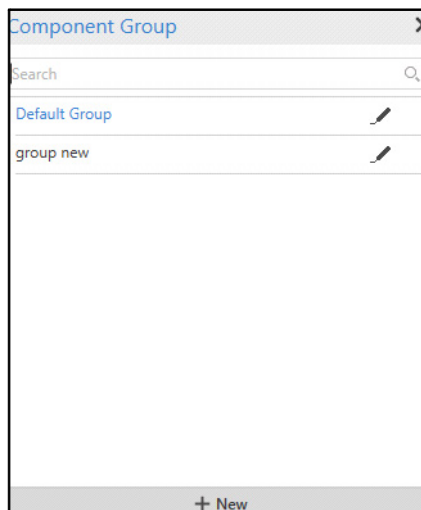 Component Group
Search
Default Group
group new
+ New